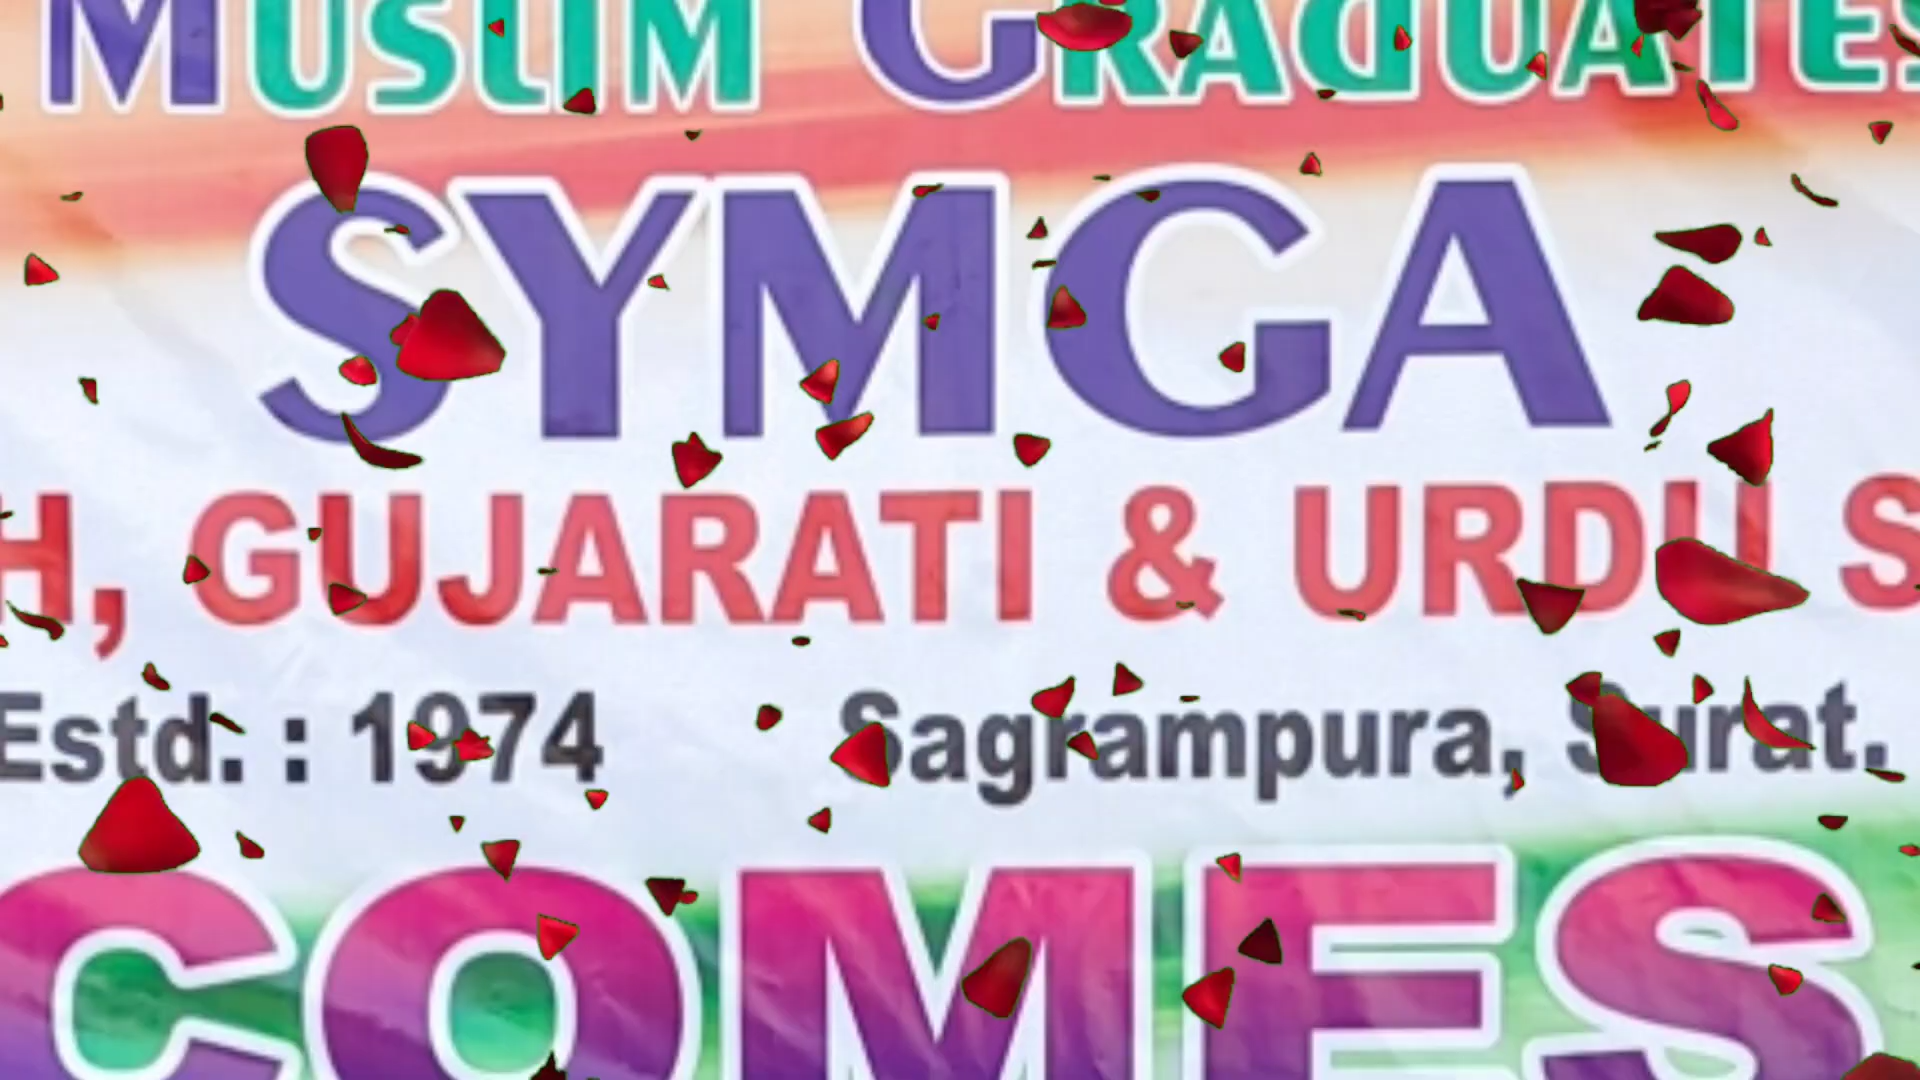 MUSLIM GRADUATES
SYMGA
H, GUJARATI & URDU S
Estd. : 1974 Sagrampura, Surat.
COMES